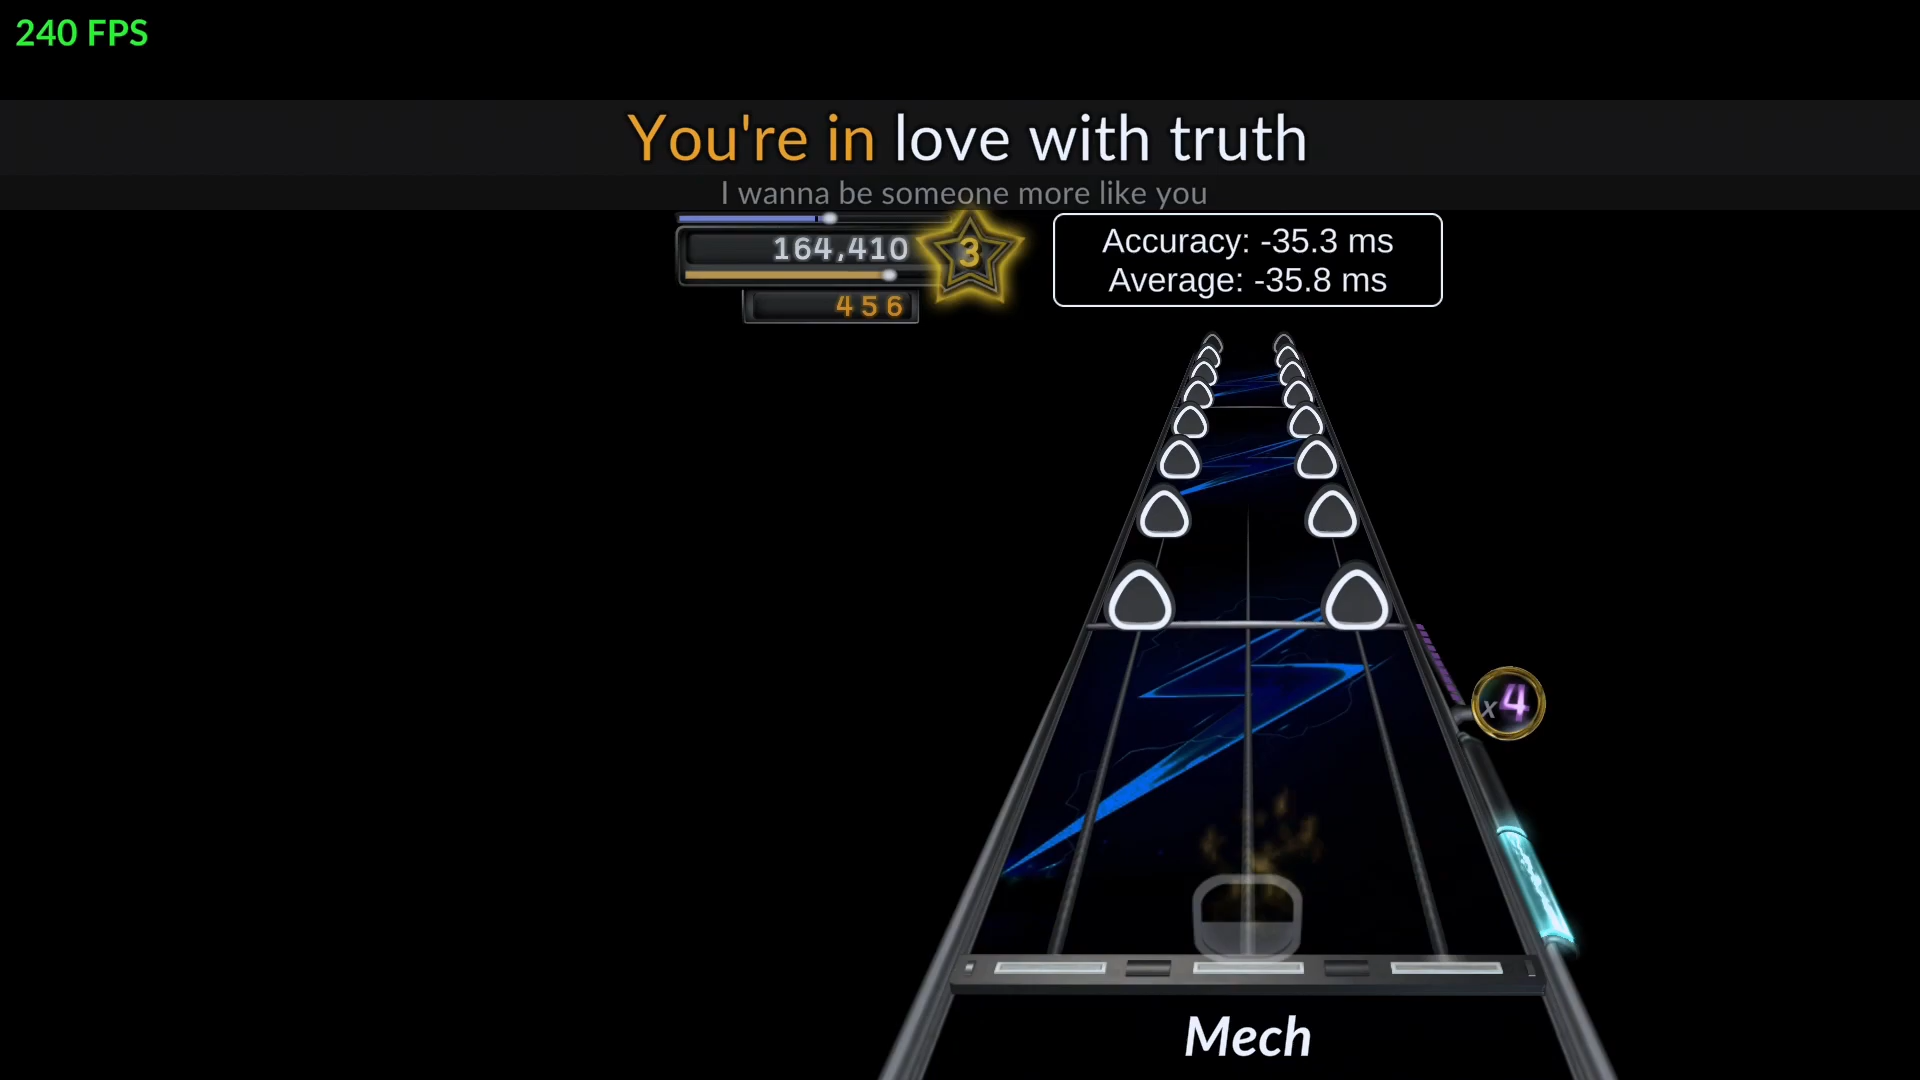 240 FPS
You're in love with truth
I wanna be someone more like you
164,410
3
456
Accuracy: -35.3 ms
Average: -35.8 ms
x4
Mech